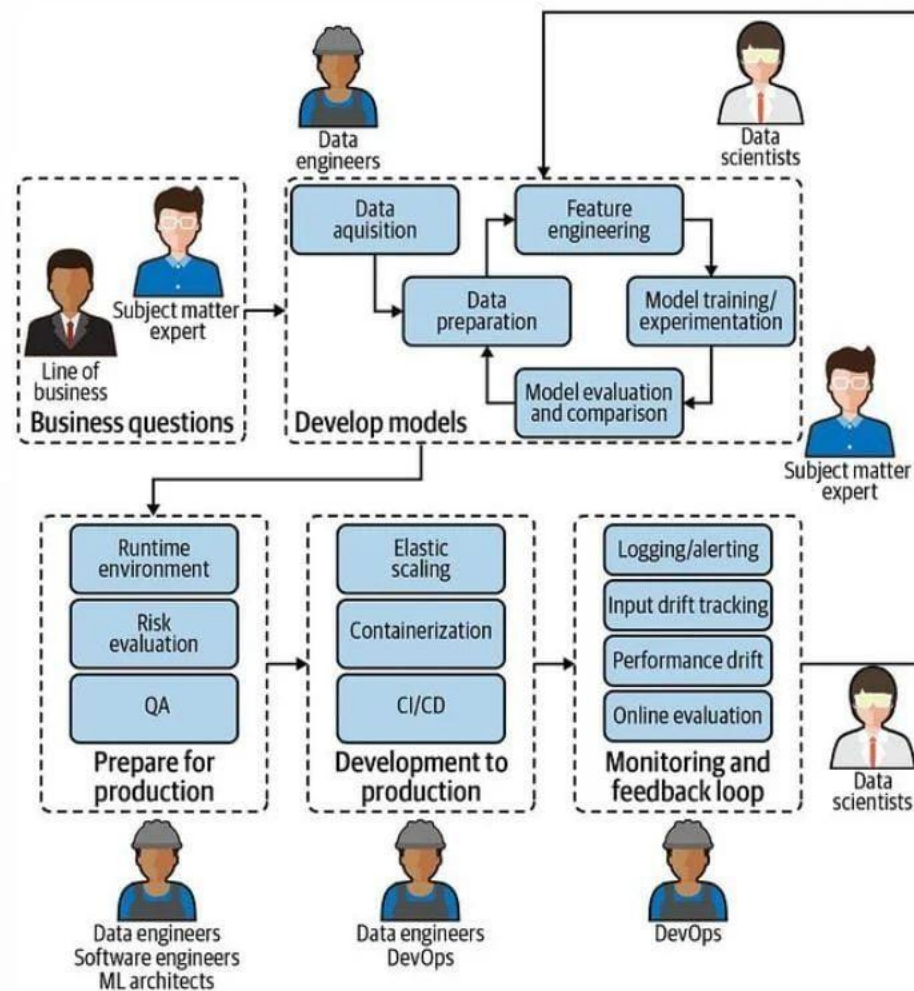 Data
engineers
Data
scientists
Subject matter
expert
Line of
business
Business questions
Data
aquisition
Feature
engineering
Data
preparation
Model training/
experimentation
Model evaluation
and comparison
Develop models
Subject matter
expert
Runtime
environment
Risk
evaluation
QA
Prepare for
production
Elastic
scaling
Containerization
CI/CD
Development to
production
Logging/alerting
Input drift tracking
Performance drift
Online evaluation
Monitoring and
feedback loop
Data
scientists
Data engineers
Software engineers
ML architects
Data engineers
DevOps
DevOps